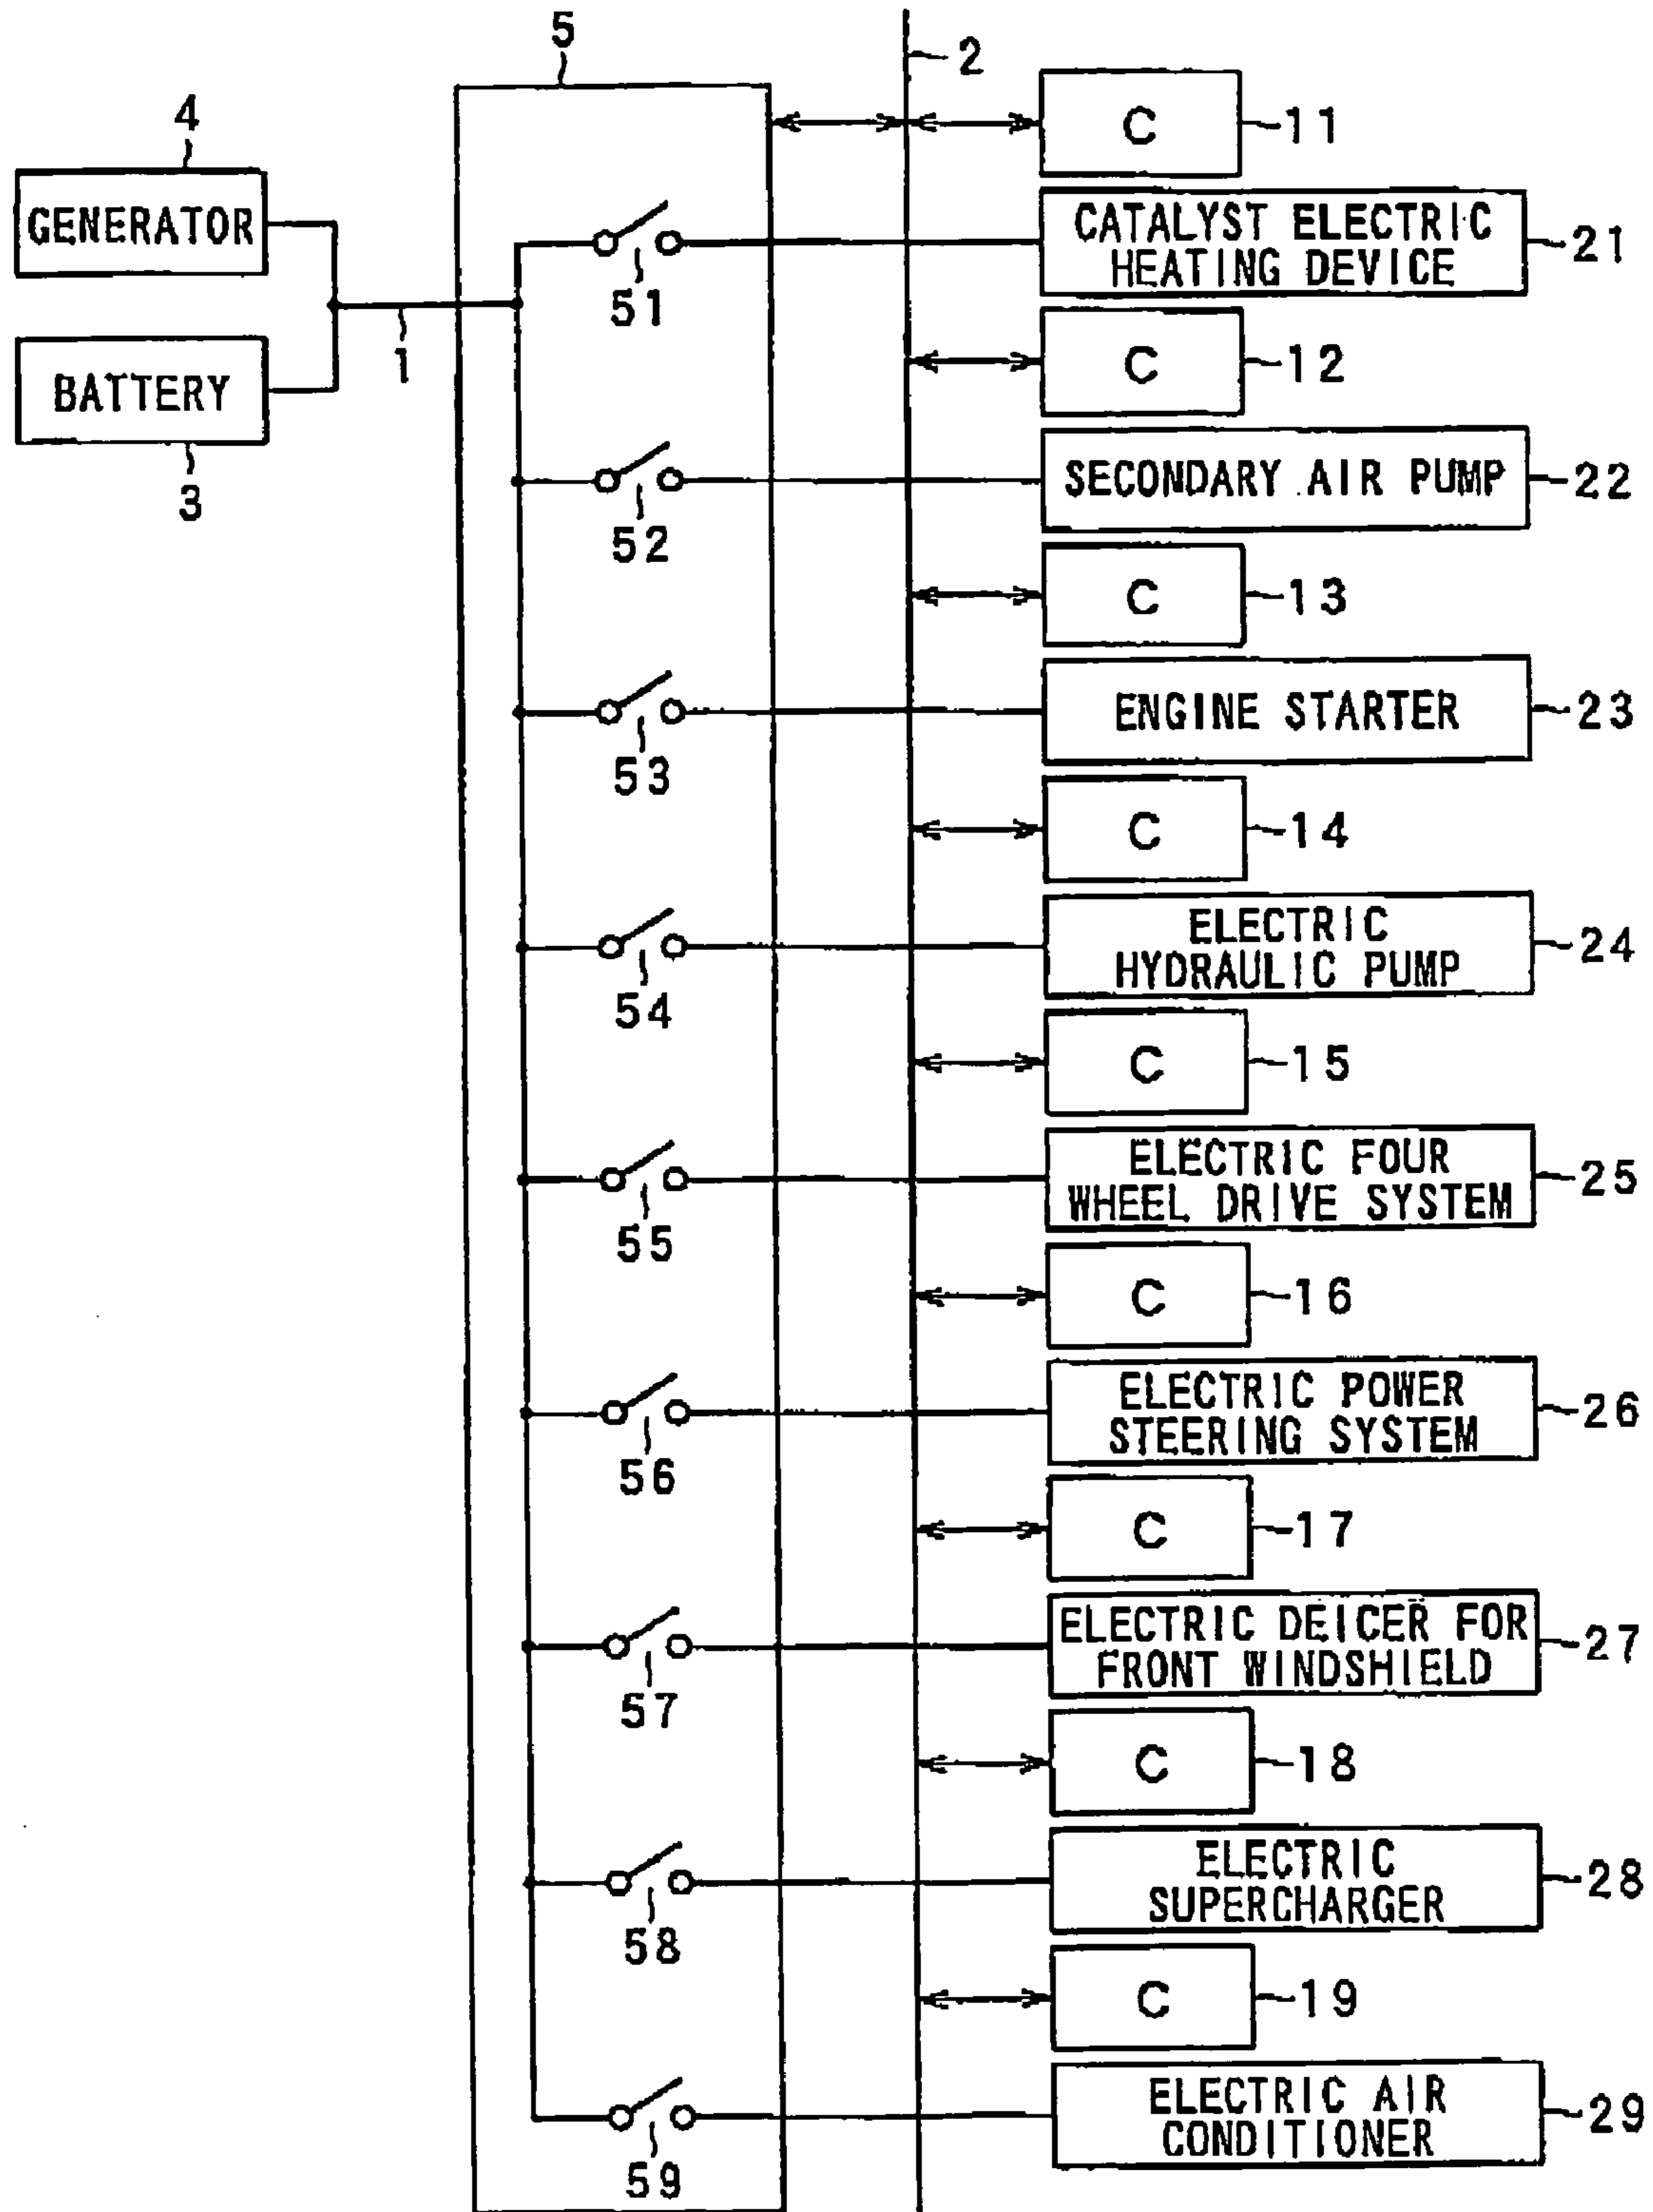 5
2
4
C
11
GENERATOR
CATALYST ELECTRIC
HEATING DEVICE
21
51
1
C
12
BATTERY
3
SECONDARY AIR PUMP
22
52
C
13
ENGINE STARTER
23
53
C
14
ELECTRIC
HYDRAULIC PUMP
24
54
C
15
ELECTRIC FOUR
WHEEL DRIVE SYSTEM
25
55
C
16
ELECTRIC POWER
STEERING SYSTEM
26
56
C
17
ELECTRIC DEICER FOR
FRONT WINDSHIELD
27
57
C
18
ELECTRIC
SUPERCHARGER
28
58
C
19
ELECTRIC AIR
CONDITIONER
29
59